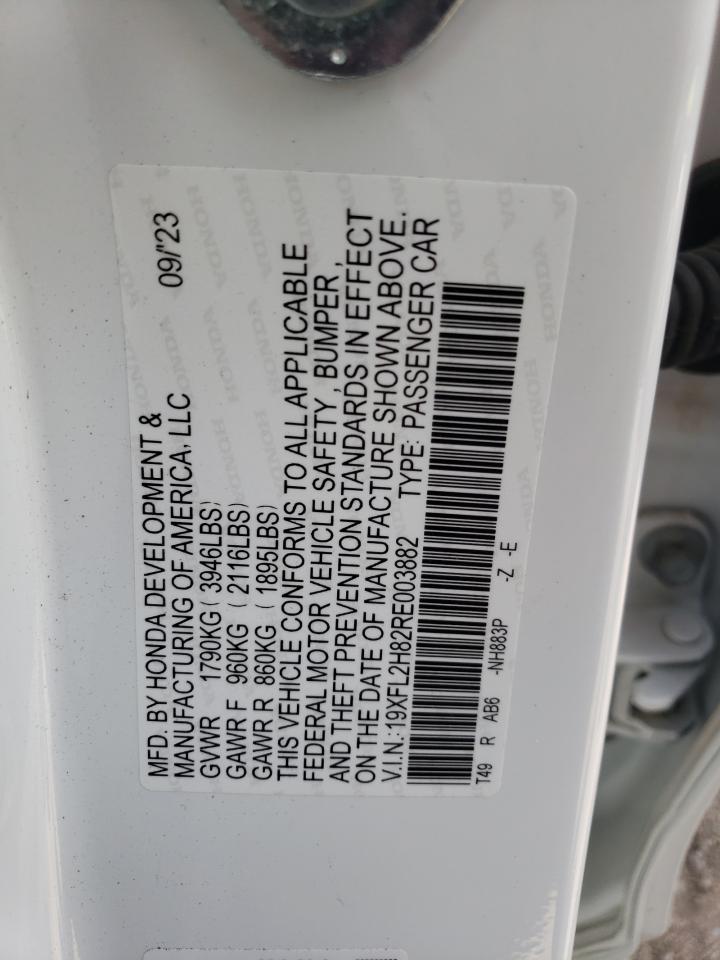 MFD. BY HONDA DEVELOPMENT & 09/'23
MANUFACTURING OF AMERICA, LLC
GVWR 1790KG ( 3946LBS)
GAWR F 960KG ( 2116LBS)
GAWR R 860KG ( 1895LBS)
THIS VEHICLE CONFORMS TO ALL APPLICABLE
FEDERAL MOTOR VEHICLE SAFETY , BUMPER ,
AND THEFT PREVENTION STANDARDS IN EFFECT
ON THE DATE OF MANUFACTURE SHOWN ABOVE.
V.I.N.:19XFL2H82RE003882 TYPE: PASSENGER CAR
T49 R AB6 -NH883P -Z -E